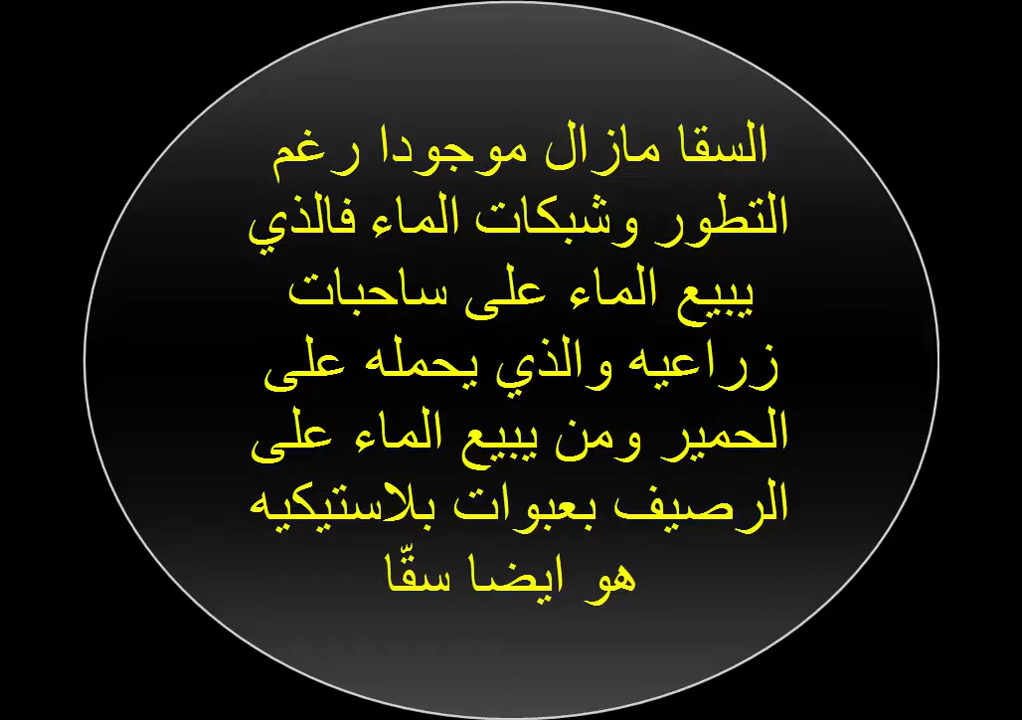 السقا مازال موجودا رغم
التطور وشبكات الماء فالذي
يبيع الماء على ساحبات
زراعيه والذي يحمله على
الحمير ومن يبيع الماء على
الرصيف بعبوات بلاستيكيه
هو ايضا سقّا